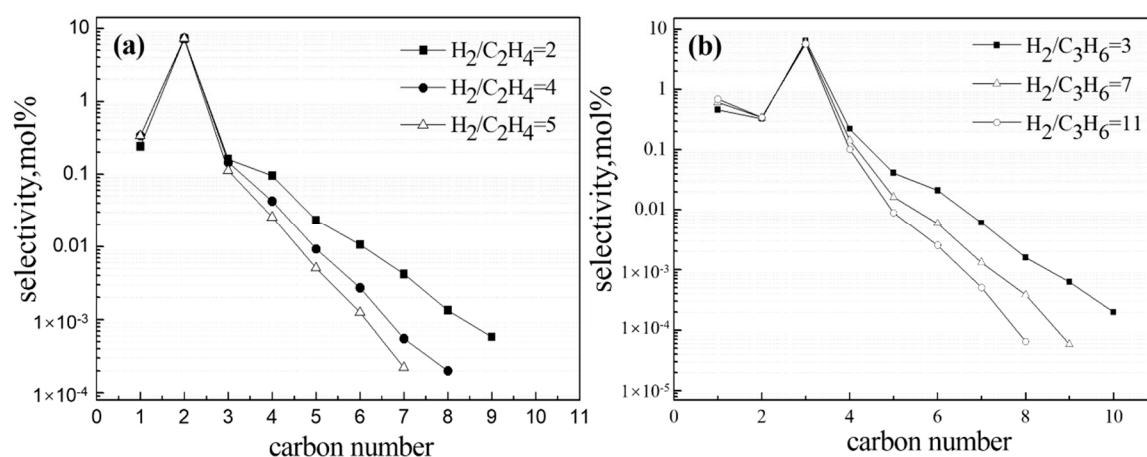 (a)
H2/C2H4=2
H2/C2H4=4
H2/C2H4=5
selectivity,mol%
10
1
0.1
0.01
1×10-3
1×10-4
0 1 2 3 4 5 6 7 8 9 10 11
carbon number
(b)
H2/C3H6=3
H2/C3H6=7
H2/C3H6=11
selectivity,mol%
10
1
0.1
0.01
1×10-3
1×10-4
1×10-5
0 2 4 6 8 10
carbon number